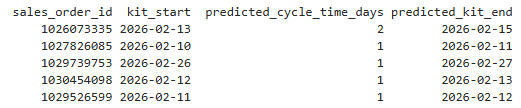 sales_order_id kit_start predicted_cycle_time_days predicted_kit_end
1026073335 2026-02-13 2 2026-02-15
1027826085 2026-02-10 1 2026-02-11
1029739753 2026-02-26 1 2026-02-27
1030454098 2026-02-12 1 2026-02-13
1029526599 2026-02-11 1 2026-02-12